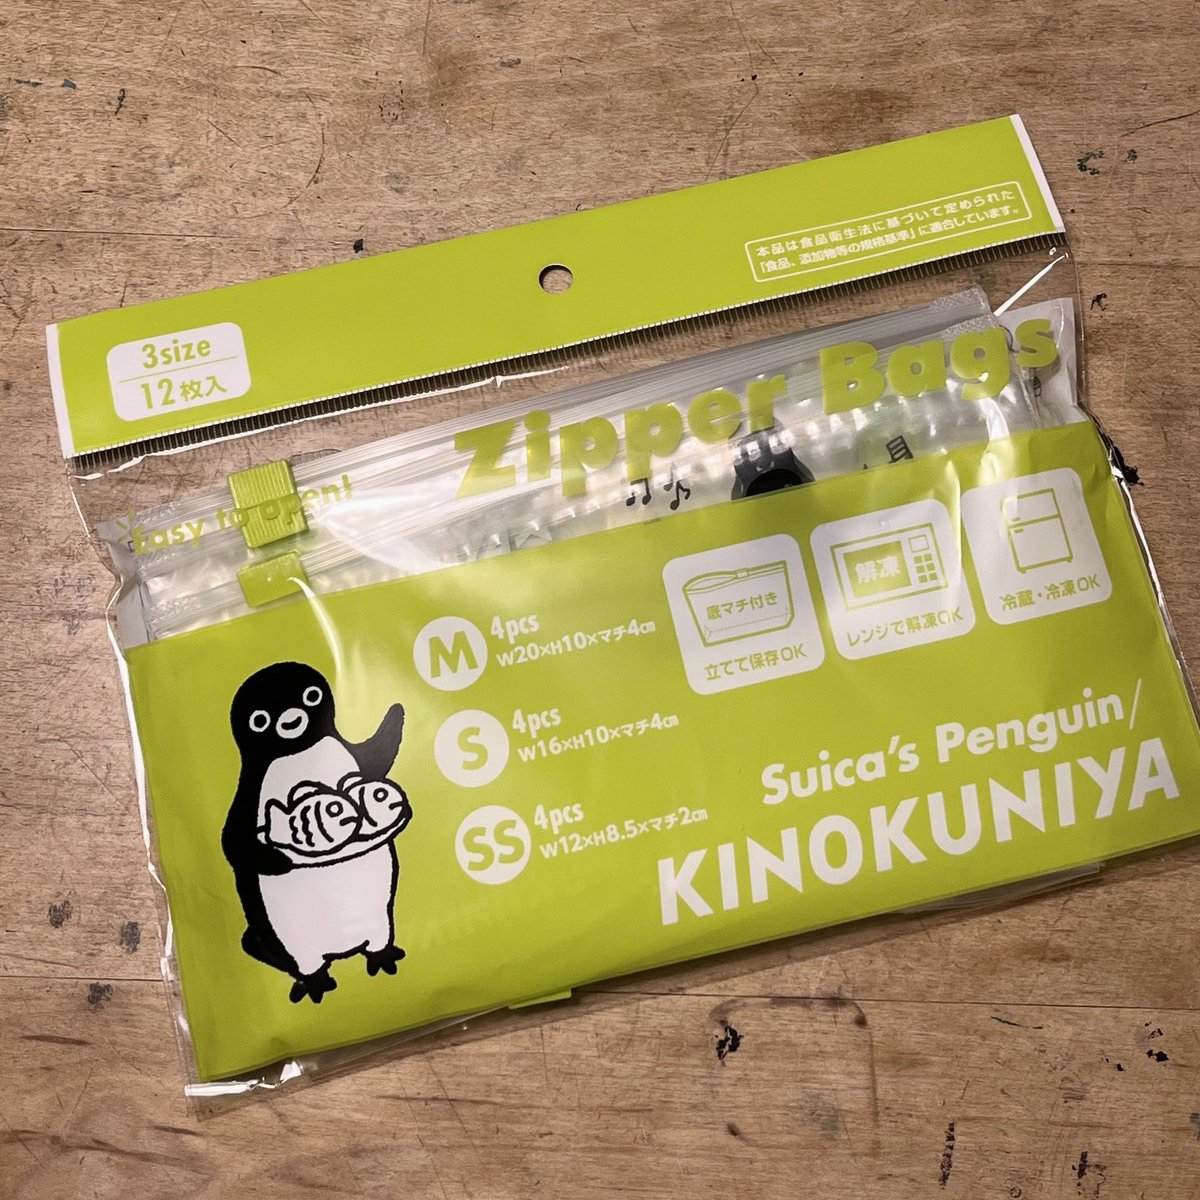 本品は食品衛生法に基づいて定められた
「食品、添加物等の規格基準」に適合しています。
3size
12枚入
Zipper Bags
Easy to open!
M
4pcs
W20×H10×マチ4㎝
S
4pcs
W16×H10×マチ4㎝
SS
4pcs
W12×H8.5×マチ2㎝
底マチ付き
立てて保存OK
解凍
レンジで解凍OK
冷蔵・冷凍OK
Suica's Penguin/
KINOKUNIYA